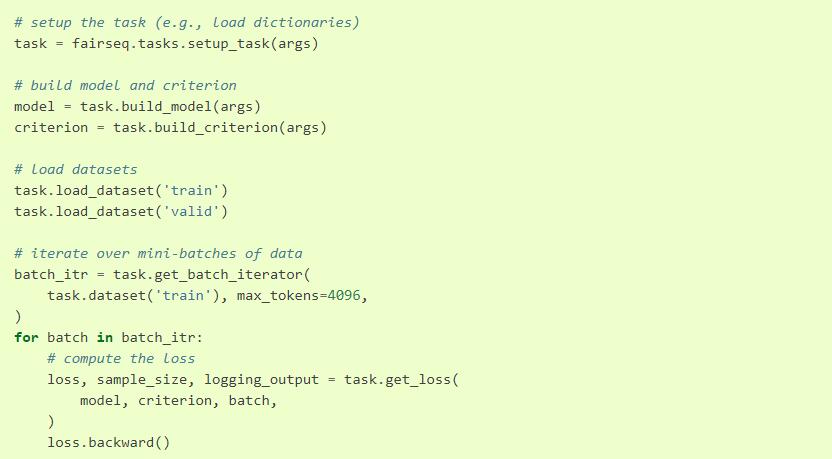 # setup the task (e.g., load dictionaries)
task = fairseq.tasks.setup_task(args)

# build model and criterion
model = task.build_model(args)
criterion = task.build_criterion(args)

# load datasets
task.load_dataset('train')
task.load_dataset('valid')

# iterate over mini-batches of data
batch_itr = task.get_batch_iterator(
    task.dataset('train'), max_tokens=4096,
)
for batch in batch_itr:
    # compute the loss
    loss, sample_size, logging_output = task.get_loss(
        model, criterion, batch,
    )
    loss.backward()